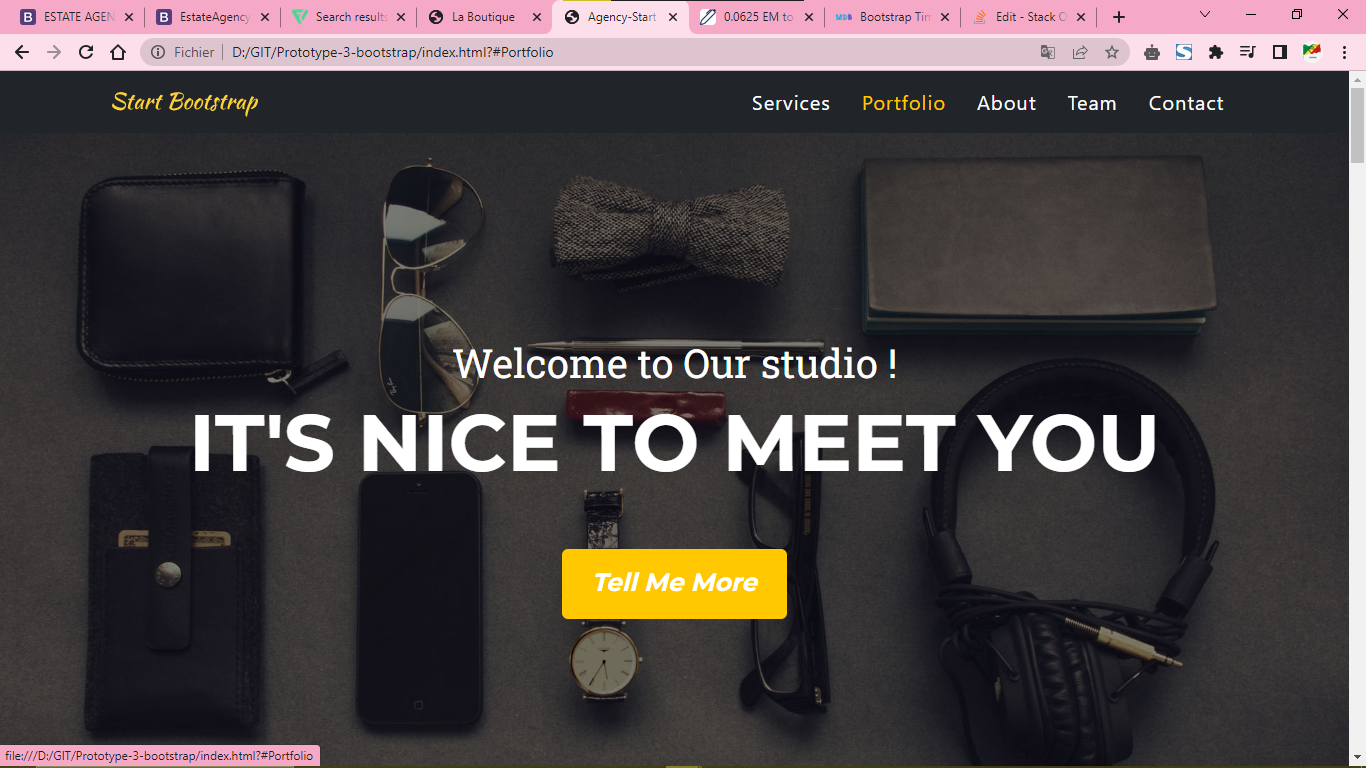 ESTATE AGEN
EstateAgency
Search results
La Boutique
Agency-Start
0.0625 EM to
Bootstrap Tim
Edit - Stack O
Fichier
D:/GIT/Prototype-3-bootstrap/index.html?#Portfolio
Start Bootstrap
Services
Portfolio
About
Team
Contact
Welcome to Our studio !
IT'S NICE TO MEET YOU
Tell Me More
file:///D:/GIT/Prototype-3-bootstrap/index.html?#Portfolio